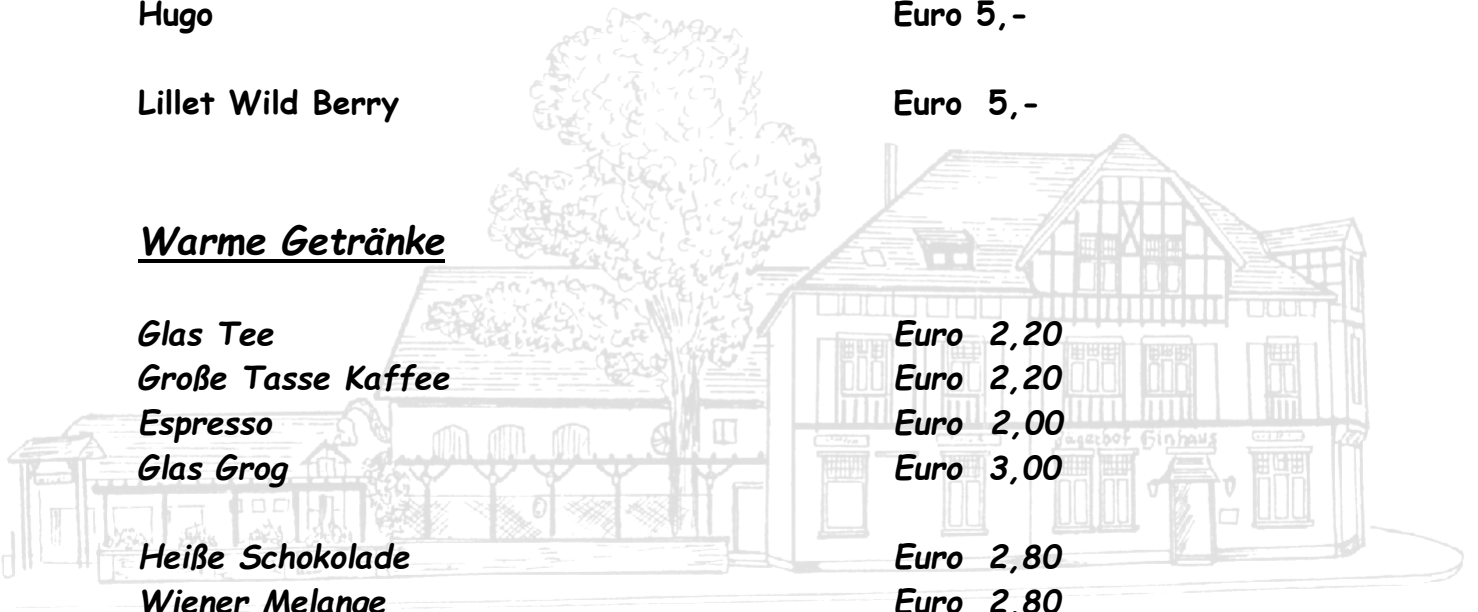 Hugo Euro 5,-
Lillet Wild Berry Euro 5,-
Warme Getränke
Glas Tee Euro 2,20
Große Tasse Kaffee Euro 2,20
Espresso Euro 2,00
Jägerhof Einhaus
Glas Grog Euro 3,00
Heiße Schokolade Euro 2,80
Wiener Melange Euro 2,80